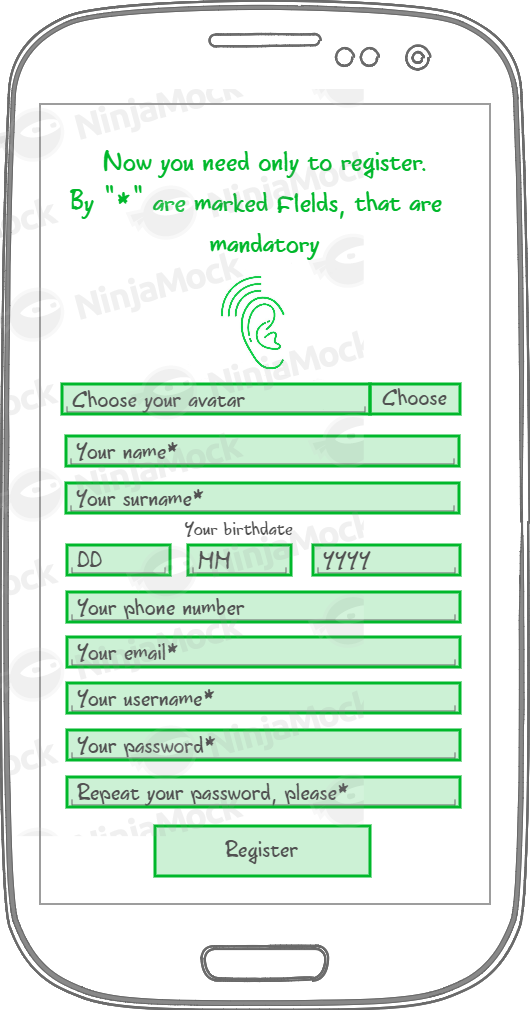 Now you need only to register.
By "*" are marked FIelds, that are
mandatory
Choose your avatar
Choose
Your name*
Your surname*
Your birthdate
DD
MM
YYYY
Your phone number
Your email*
Your username*
Your password*
Repeat your password, please*
Register
NinjaMock